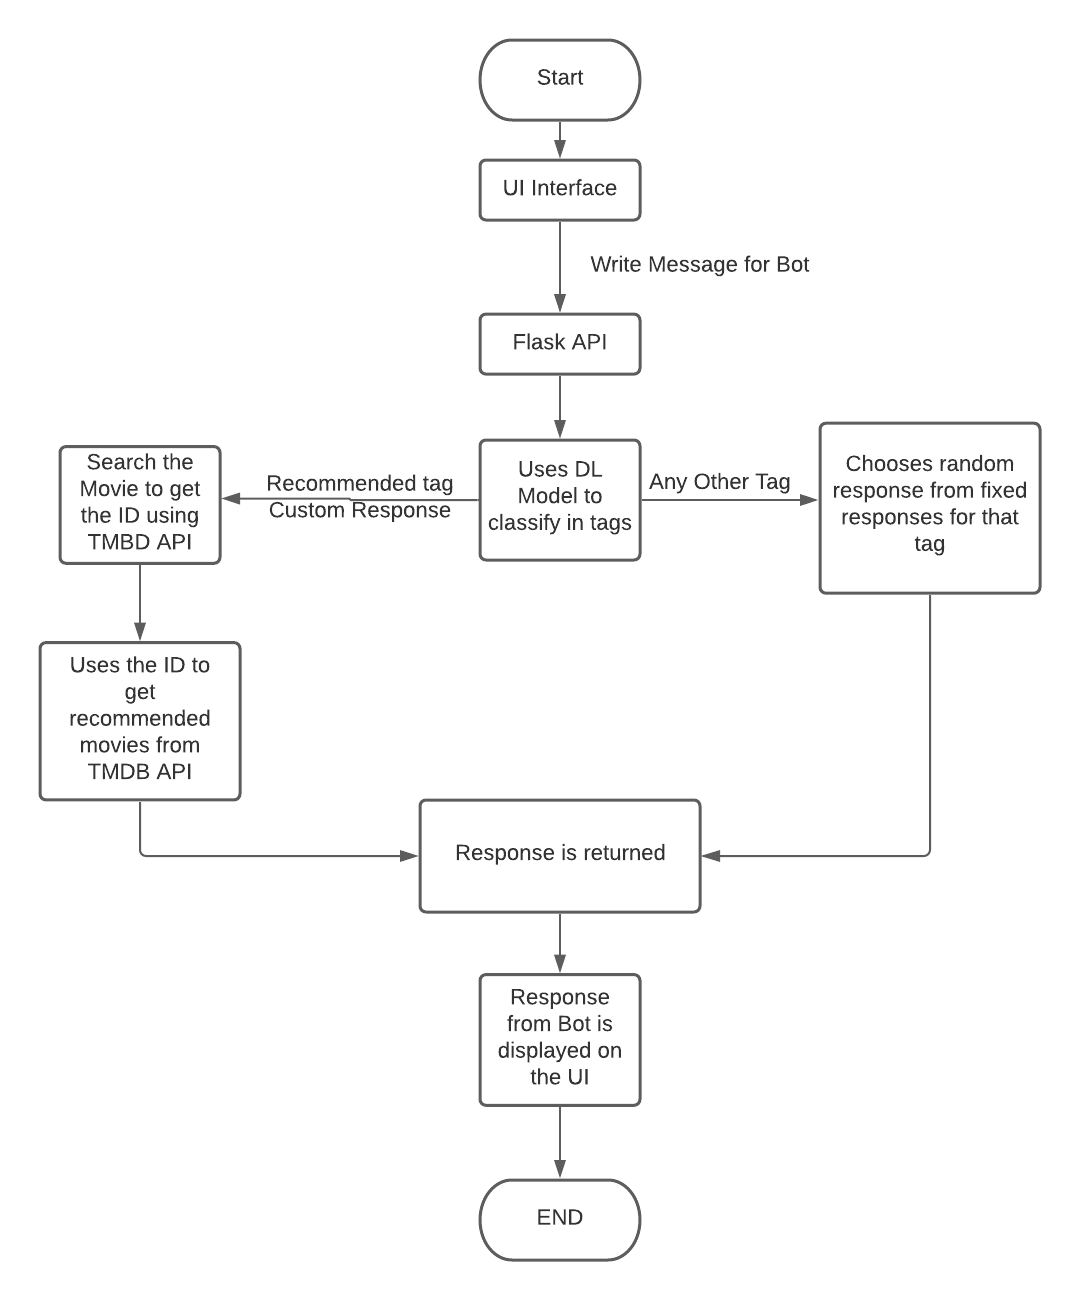 Start
UI Interface
Write Message for Bot
Flask API
Uses DL
Model to
classify in tags
Recommended tag
Custom Response
Any Other Tag
Search the
Movie to get
the ID using
TMBD API
Chooses random
response from fixed
responses for that
tag
Uses the ID to
get
recommended
movies from
TMDB API
Response is returned
Response
from Bot is
displayed on
the UI
END